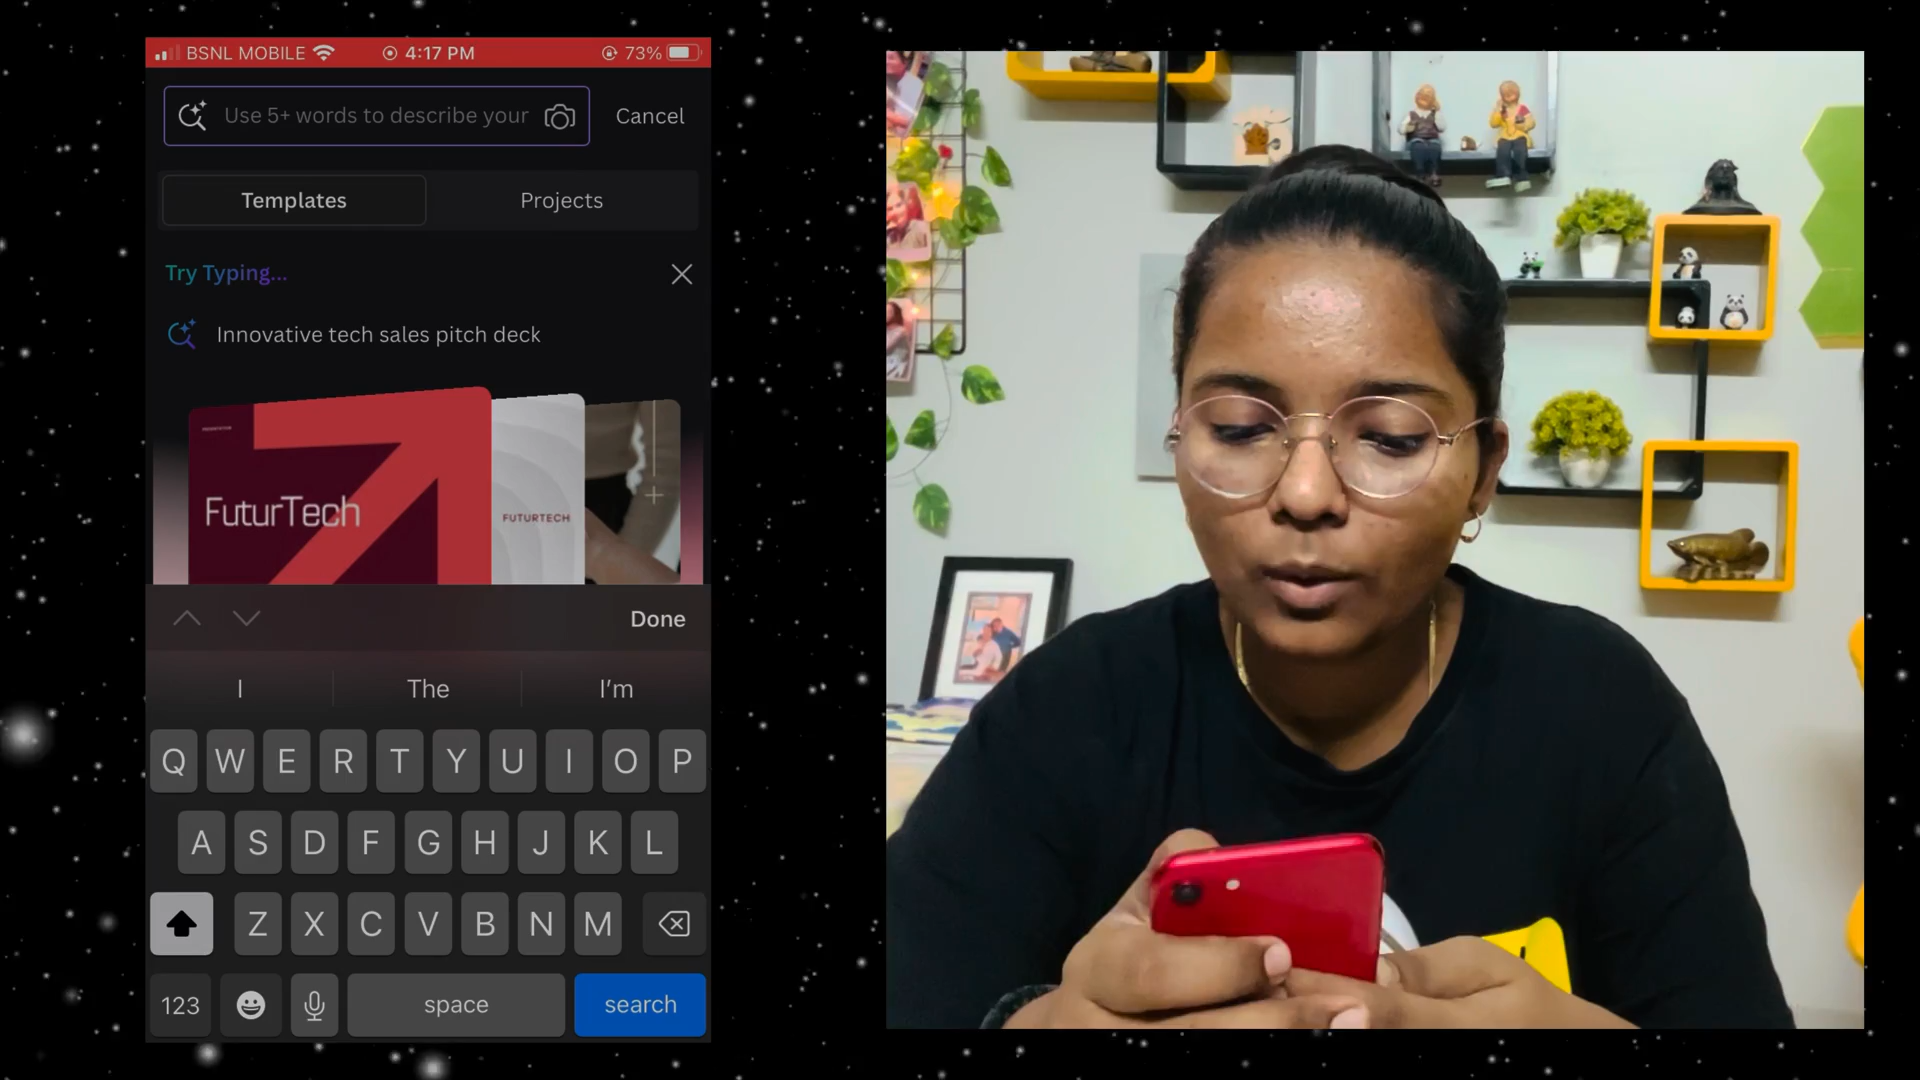 BSNL MOBILE 4:17 PM 73%
Use 5+ words to describe your Cancel
Templates Projects
Try Typing...
Innovative tech sales pitch deck
FuturTech
FUTURTECH
Done
I The I'm
Q W E R T Y U I O P
A S D F G H J K L
Z X C V B N M
123 space search